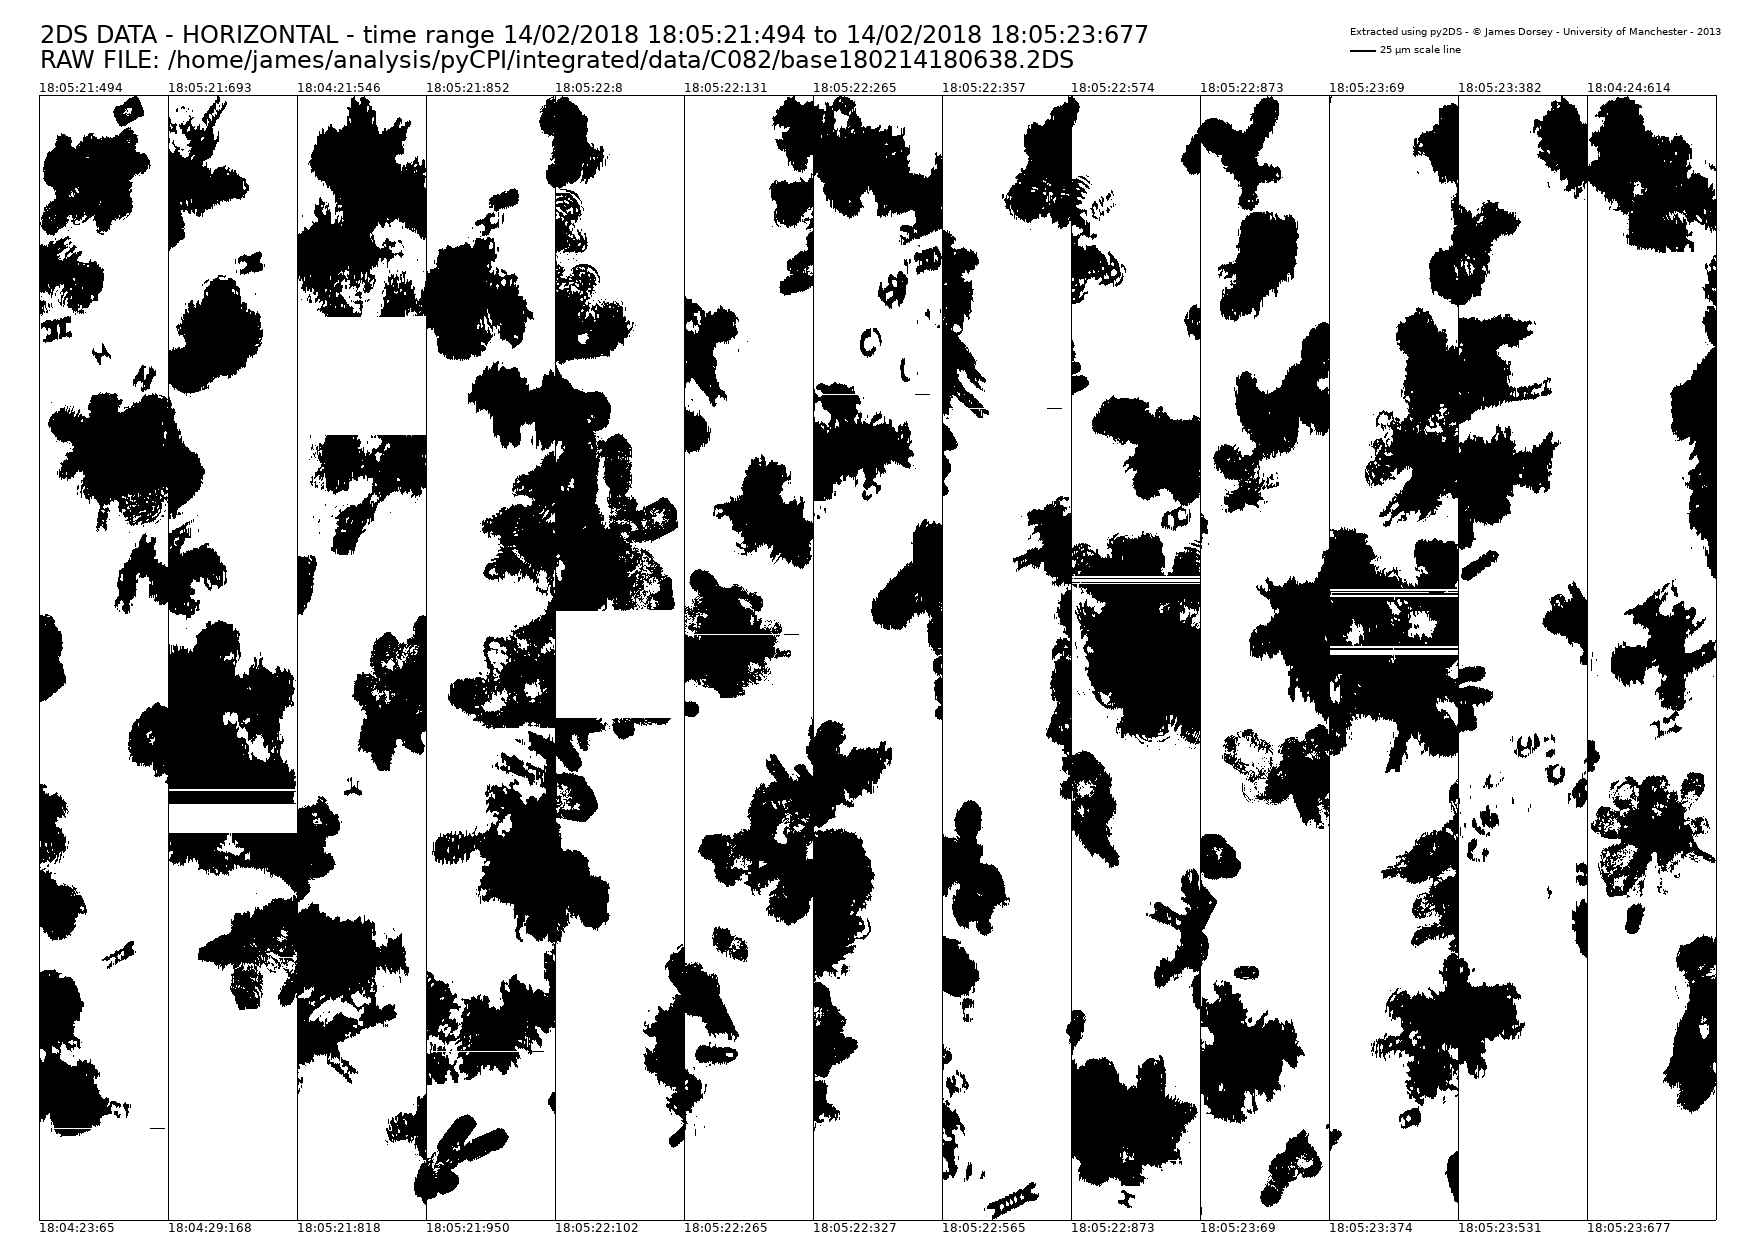 2DS DATA - HORIZONTAL - time range 14/02/2018 18:05:21:494 to 14/02/2018 18:05:23:677
RAW FILE: /home/james/analysis/pyCPI/integrated/data/C082/base180214180638.2DS
Extracted using py2DS - © James Dorsey - University of Manchester - 2013
25 µm scale line
18:05:21:494 18:05:21:693 18:04:21:546 18:05:21:852 18:05:22:8 18:05:22:131 18:05:22:265 18:05:22:357 18:05:22:574 18:05:22:873 18:05:23:69 18:05:23:382 18:04:24:614
18:04:23:65 18:04:29:168 18:05:21:818 18:05:21:950 18:05:22:102 18:05:22:265 18:05:22:327 18:05:22:565 18:05:22:873 18:05:23:69 18:05:23:374 18:05:23:531 18:05:23:677